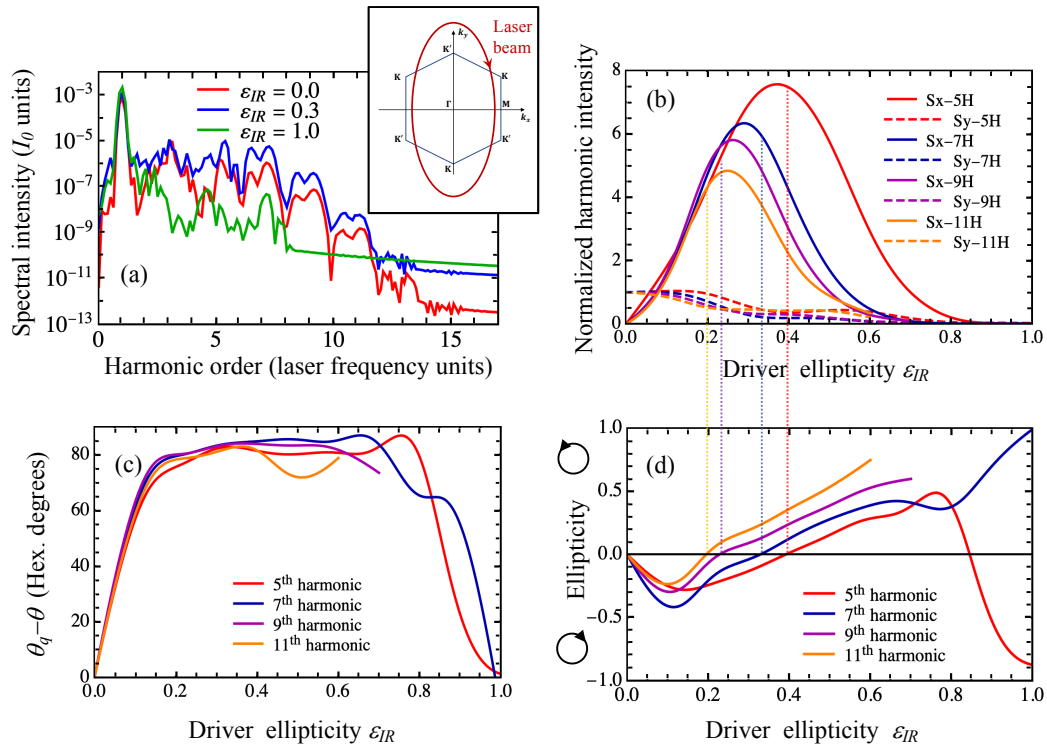 Spectral intensity (I₀ units)
10⁻³
10⁻⁵
10⁻⁷
10⁻⁹
10⁻¹¹
10⁻¹³
ε_IR = 0.0
ε_IR = 0.3
ε_IR = 1.0
(a)
0
5
10
15
Harmonic order (laser frequency units)
k_y
Laser
beam
K′
K
K
Γ
M
k_x
K′
K′
K
Normalized harmonic intensity
8
6
4
2
0
(b)
Sx−5H
Sy−5H
Sx−7H
Sy−7H
Sx−9H
Sy−9H
Sx−11H
Sy−11H
0.0
0.2
0.4
0.6
0.8
1.0
Driver ellipticity ε_IR
θ_q−θ (Hex. degrees)
80
60
40
20
0
(c)
5th harmonic
7th harmonic
9th harmonic
11th harmonic
0.0
0.2
0.4
0.6
0.8
1.0
Driver ellipticity ε_IR
Ellipticity
1.0
0.5
0.0
−0.5
−1.0
(d)
5th harmonic
7th harmonic
9th harmonic
11th harmonic
0.0
0.2
0.4
0.6
0.8
1.0
Driver ellipticity ε_IR